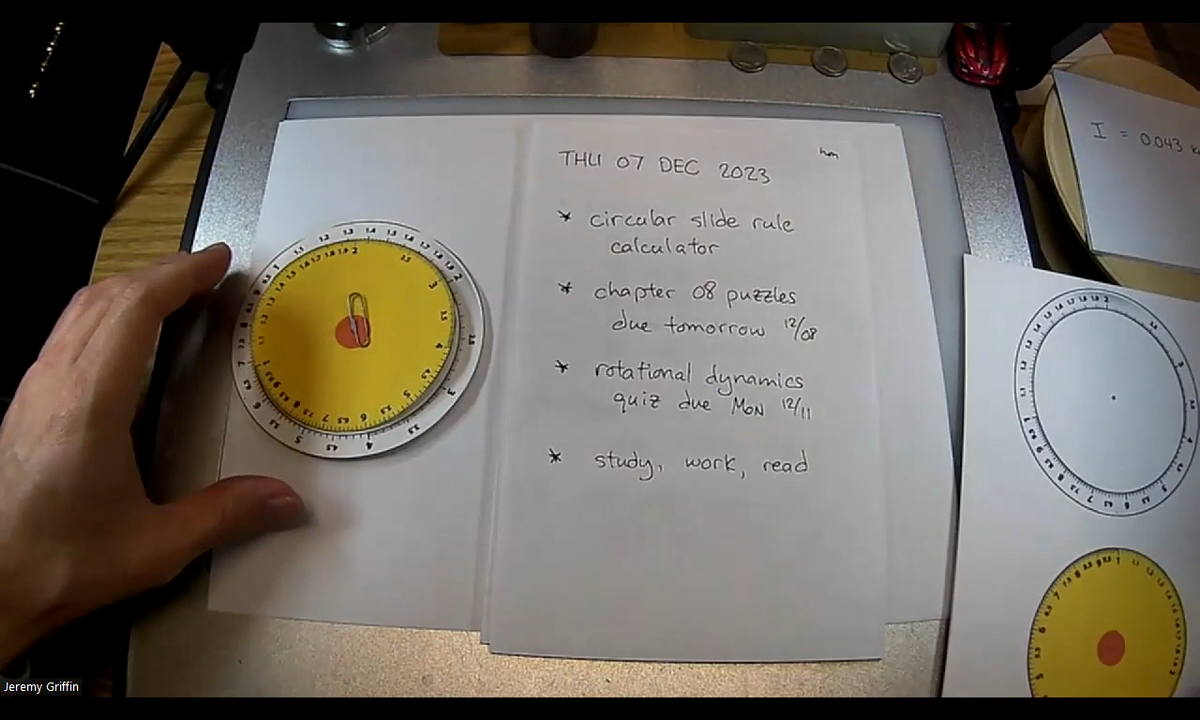 THU 07 DEC 2023
hm
* circular slide rule
calculator
* chapter 08 puzzles
due tomorrow 12/08
* rotational dynamics
quiz due MON 12/11
* study, work, read
I = 0.043 k
Jeremy Griffin